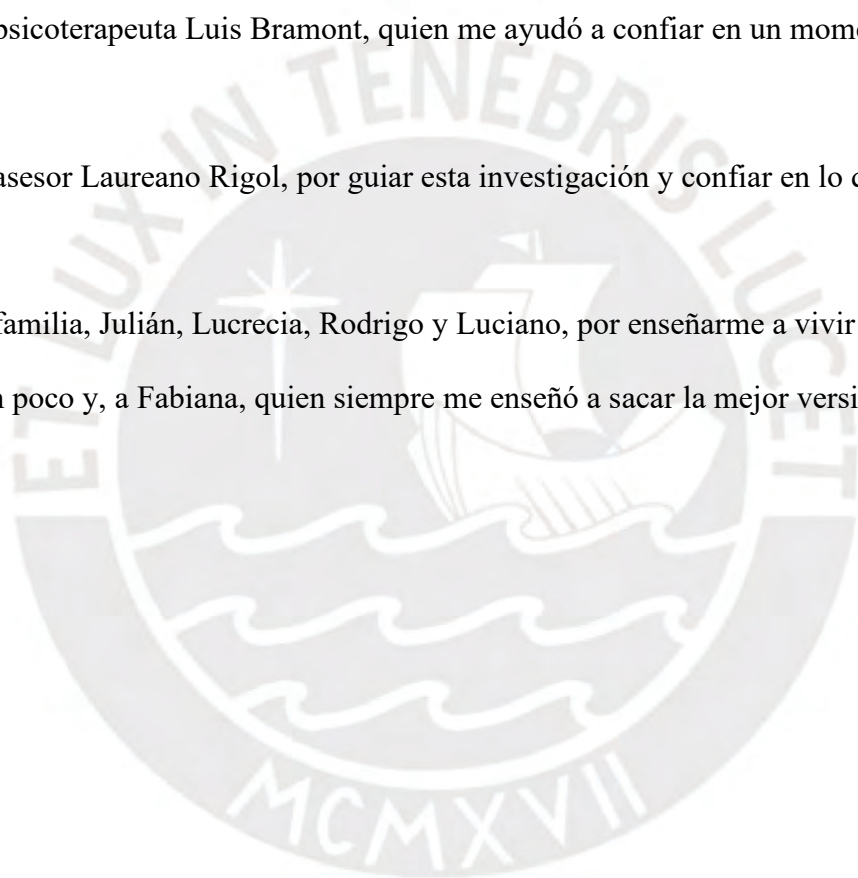 psicoterapeuta Luis Bramont, quien me ayudó a confiar en un
asesor Laureano Rigol, por guiar esta investigación y confiar en lo
familia, Julián, Lucrecia, Rodrigo y Luciano, por enseñarme a vivir
poco y, a Fabiana, quien siempre me enseñó a sacar la mejor
ET LUX IN TENEBRIS LUCET
MCMXVII